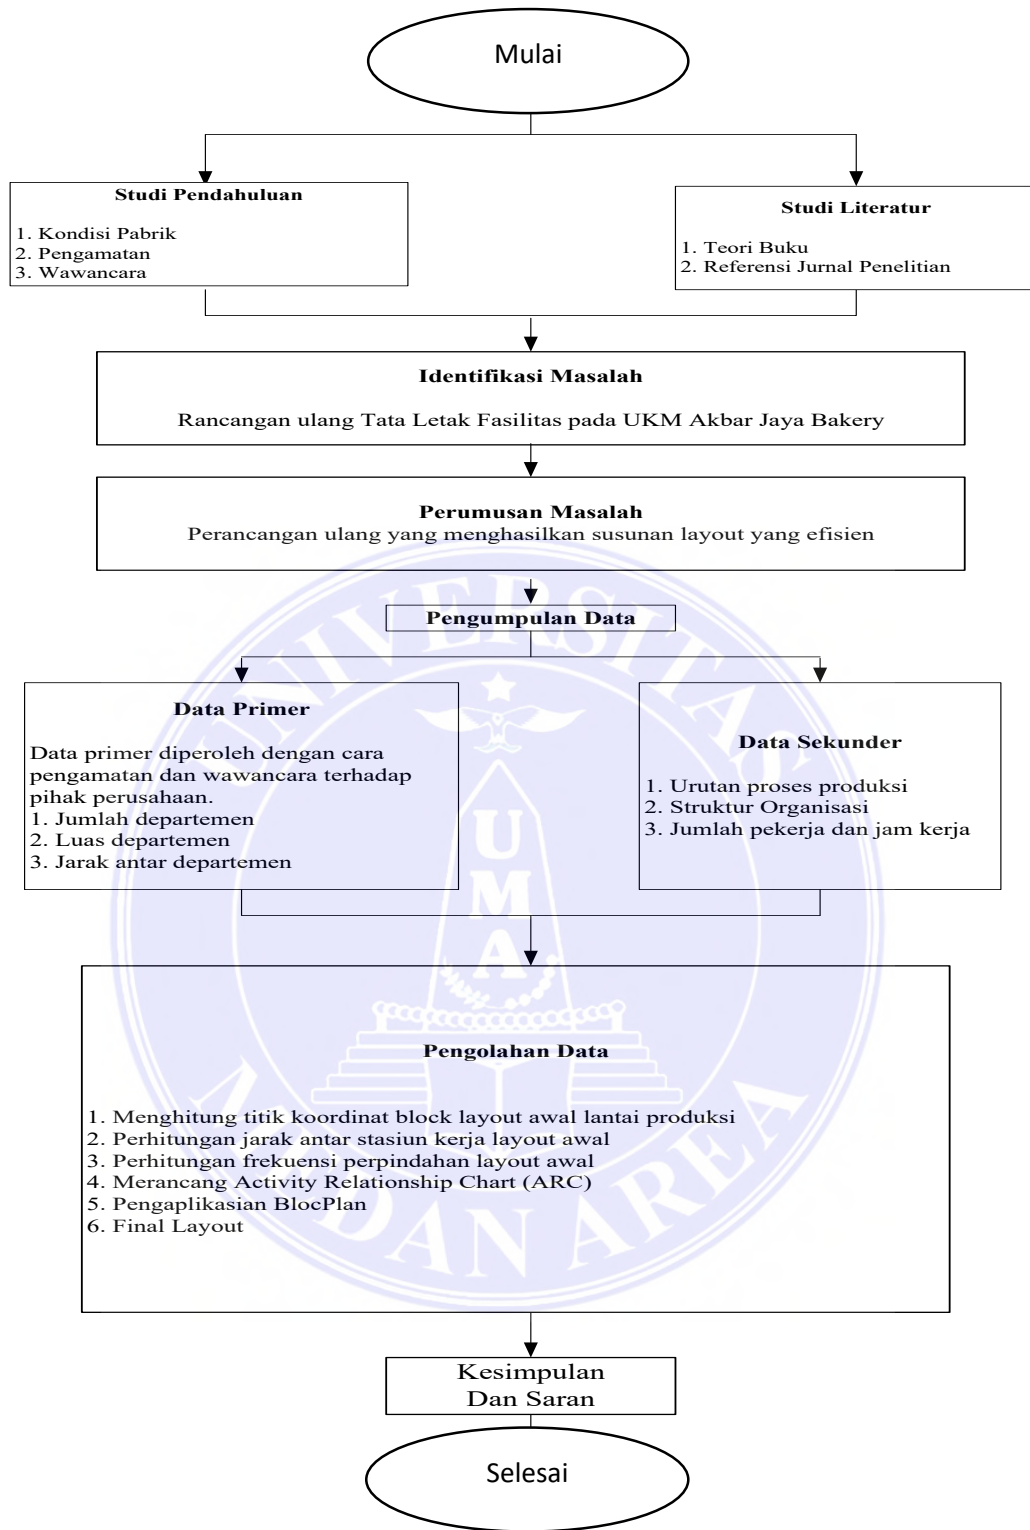 Mulai
Studi Pendahuluan
1. Kondisi Pabrik
2. Pengamatan
3. Wawancara
Studi Literatur
1. Teori Buku
2. Referensi Jurnal Penelitian
Identifikasi Masalah
Rancangan ulang Tata Letak Fasilitas pada UKM Akbar Jaya Bakery
Perumusan Masalah
Perancangan ulang yang menghasilkan susunan layout yang efisien
Pengumpulan Data
Data Primer
Data primer diperoleh dengan cara
pengamatan dan wawancara terhadap
pihak perusahaan.
1. Jumlah departemen
2. Luas departemen
3. Jarak antar departemen
Data Sekunder
1. Urutan proses produksi
2. Struktur Organisasi
3. Jumlah pekerja dan jam kerja
Pengolahan Data
1. Menghitung titik koordinat block layout awal lantai produksi
2. Perhitungan jarak antar stasiun kerja layout awal
3. Perhitungan frekuensi perpindahan layout awal
4. Merancang Activity Relationship Chart (ARC)
5. Pengaplikasian BlocPlan
6. Final Layout
Kesimpulan
Dan Saran
Selesai
UNIVERSITAS
MEDAN AREA
UMA